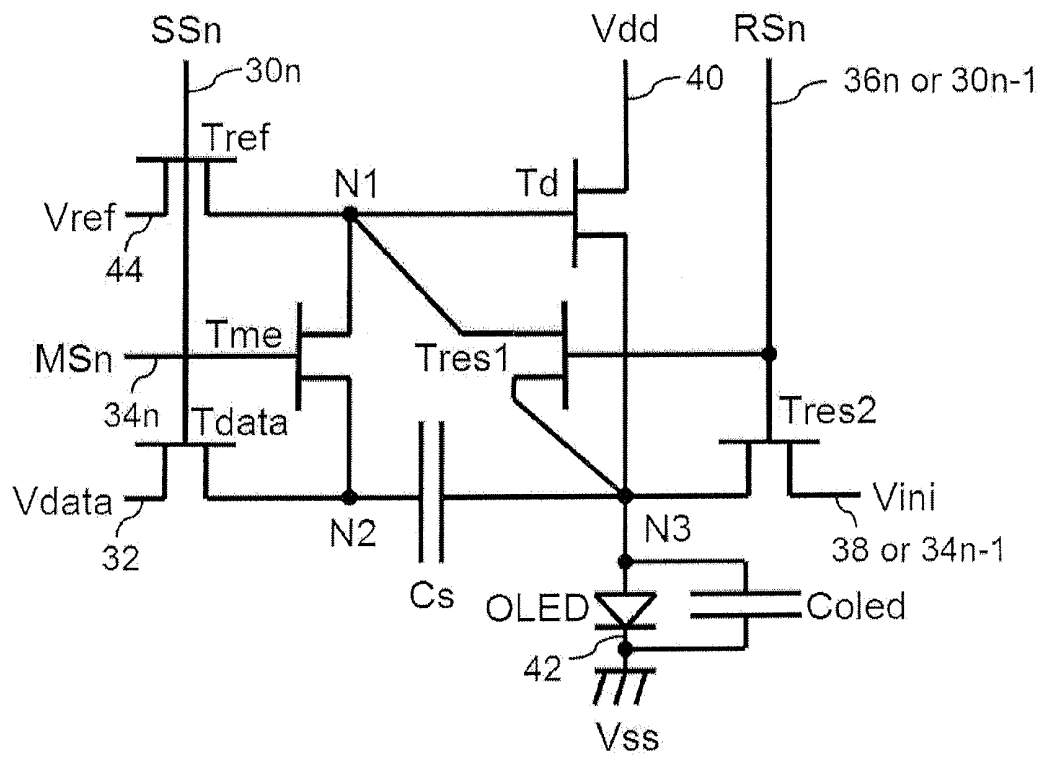 SSn
Vdd
RSn
30n
40
36n or 30n-1
Tref
N1
Td
Vref
44
Tme
Tres1
MSn
34n
Tdata
Tres2
Vdata
32
N2
N3
Vini
38 or 34n-1
Cs
OLED
Coled
42
Vss